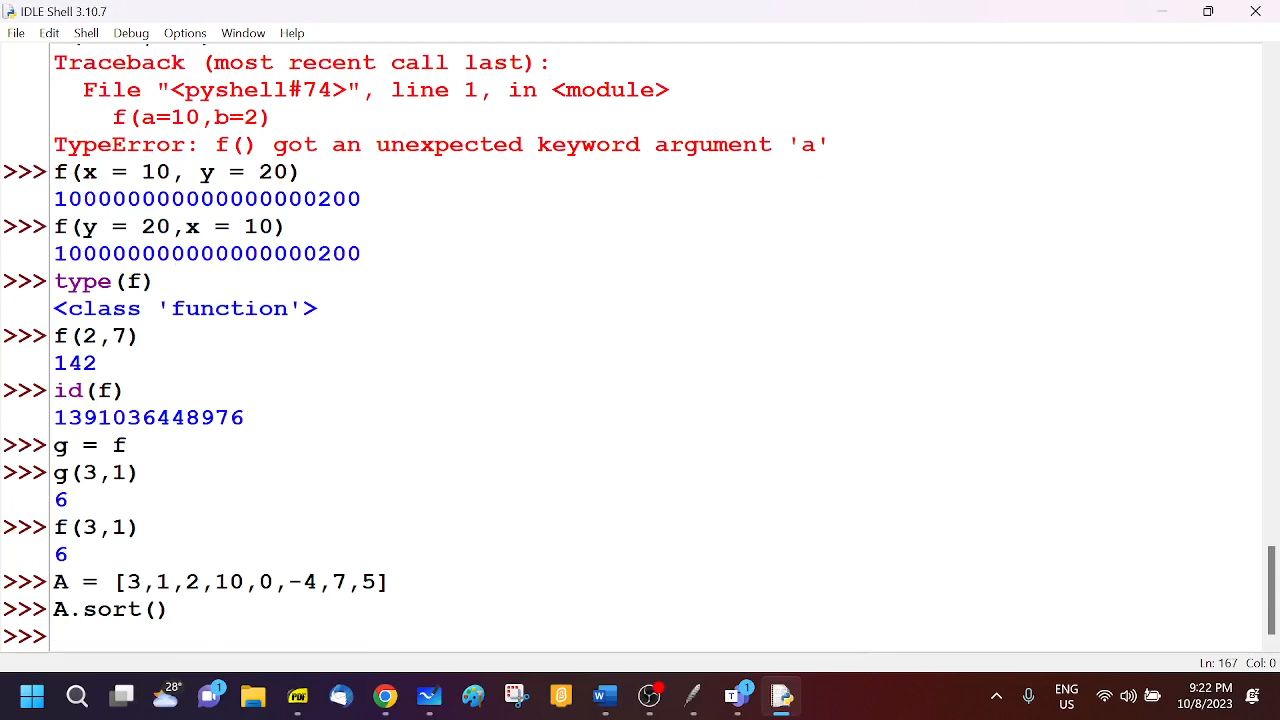 IDLE Shell 3.10.7
File Edit Shell Debug Options Window Help
Traceback (most recent call last):
File "<pyshell#74>", line 1, in <module>
f(a=10,b=2)
TypeError: f() got an unexpected keyword argument 'a'
>>> f(x = 10, y = 20)
100000000000000000200
>>> f(y = 20,x = 10)
100000000000000000200
>>> type(f)
<class 'function'>
>>> f(2,7)
142
>>> id(f)
1391036448976
>>> g = f
>>> g(3,1)
6
>>> f(3,1)
6
>>> A = [3,1,2,10,0,-4,7,5]
>>> A.sort()
>>>
Ln: 167 Col: 0
28°
1
PDF
W
T 1
ENG
US
9:22 PM
10/8/2023